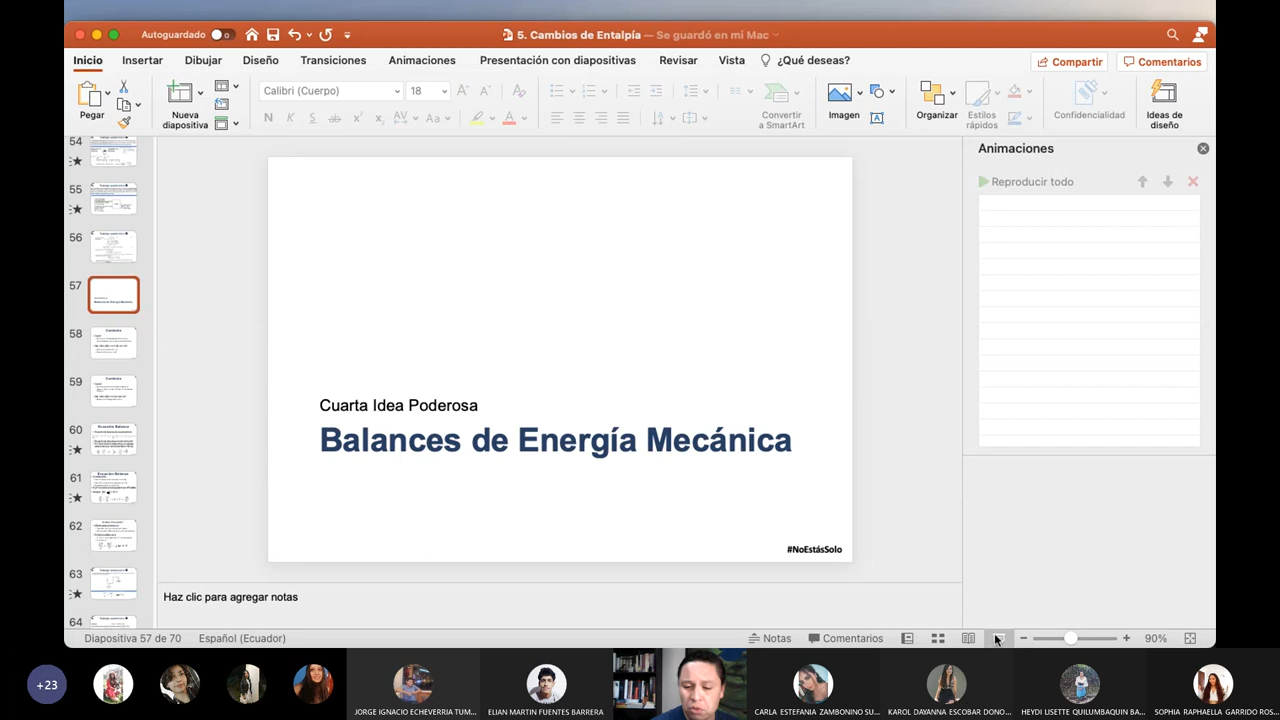 Autoguardado
5. Cambios de Entalpía — Se guardó en mi Mac
Inicio Insertar Dibujar Diseño Transiciones Animaciones Presentación con diapositivas Revisar Vista ¿Qué deseas? Compartir Comentarios
Calibri (Cuerpo) 18
Pegar
Nueva diapositiva
Convertir a SmartArt
Imagen
Organizar
Estilos rápidos
Confidencialidad
Ideas de diseño
54
55
56
57
58
59
60
61
62
63
64
Cuarta Idea Poderosa
Balances de Energía Mecánica
#NoEstásSolo
Animaciones
Reproducir todo
Haz clic para agregar notas
Diapositiva 57 de 70 Español (Ecuador) Notas Comentarios 90%
+23
JORGE IGNACIO ECHEVERRIA TUM...
ELIAN MARTIN FUENTES BARRERA
CARLA ESTEFANIA ZAMBONINO SU...
KAROL DAYANNA ESCOBAR DONO...
HEYDI LISETTE QUILUMBAQUIN BA...
SOPHIA RAPHAELLA GARRIDO ROS...